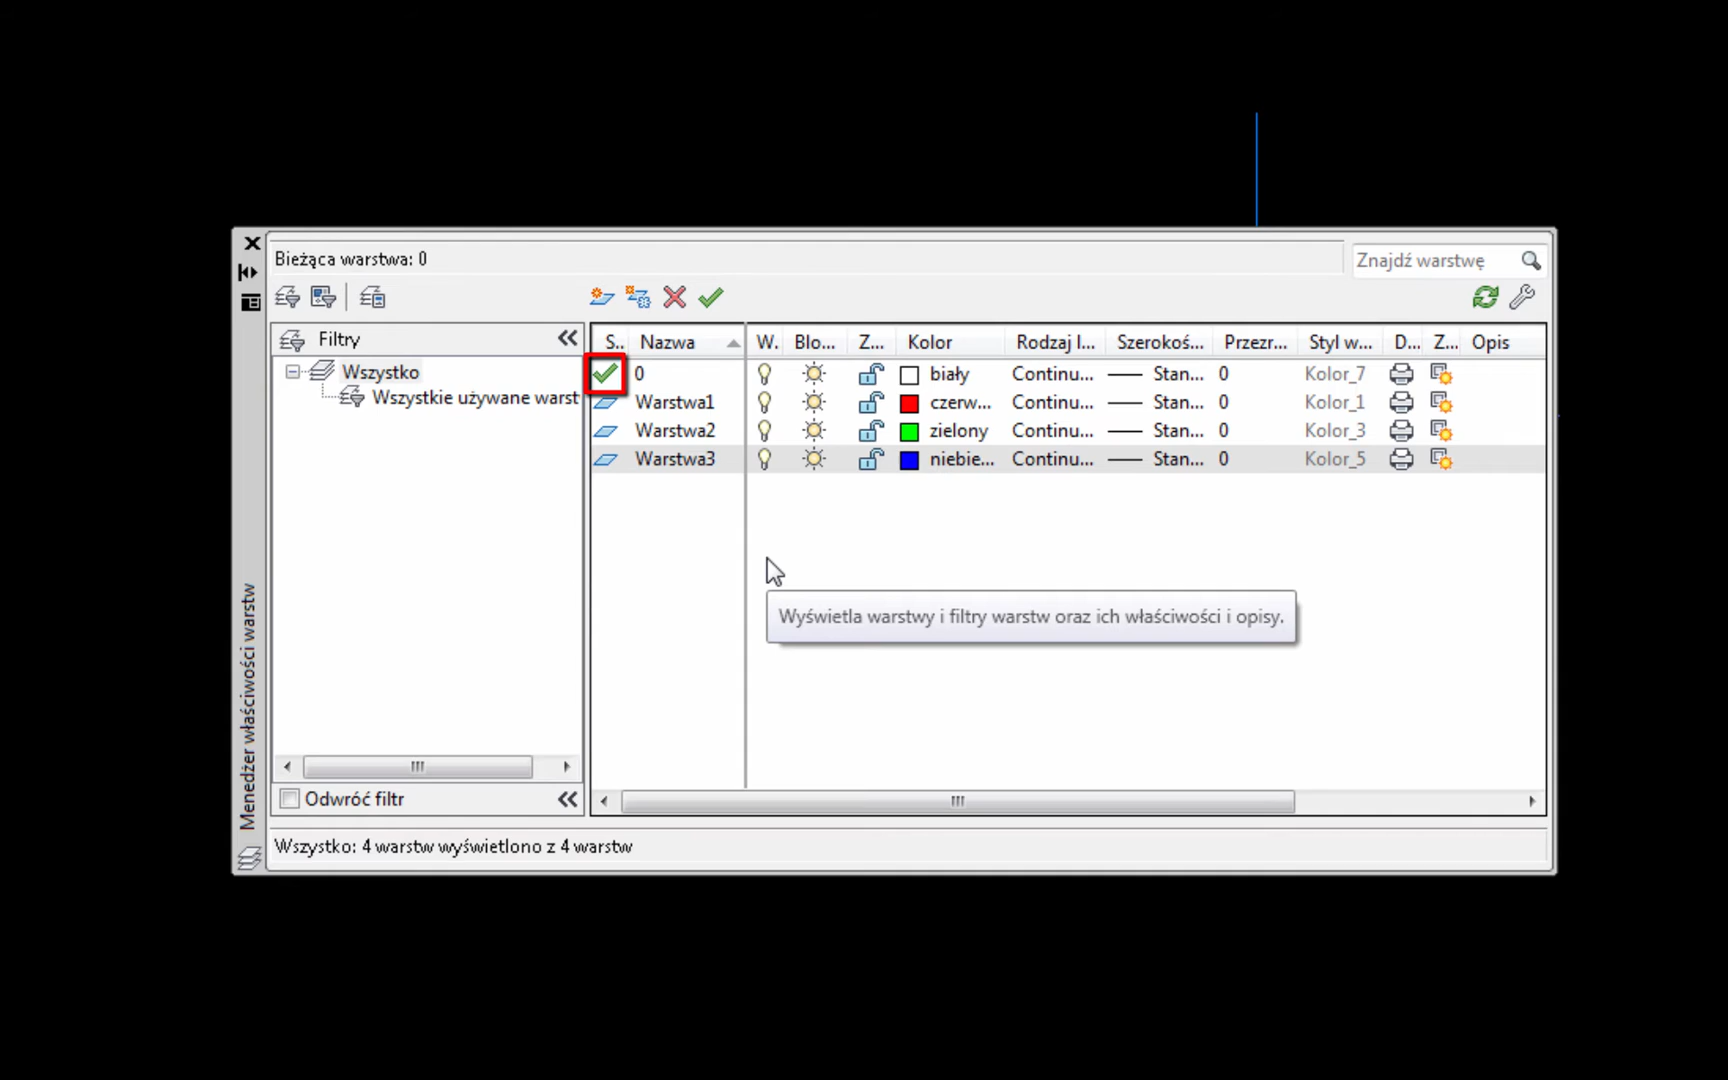 Bieżąca warstwa: 0
Znajdź warstwę
Filtry
Wszystko
Wszystkie używane warst
S.. Nazwa W. Blo... Z... Kolor Rodzaj l... Szerokoś... Przezr... Styl w... D... Z... Opis
0 biały Continu... Stan... 0 Kolor_7
Warstwa1 czerw... Continu... Stan... 0 Kolor_1
Warstwa2 zielony Continu... Stan... 0 Kolor_3
Warstwa3 niebie... Continu... Stan... 0 Kolor_5
Wyświetla warstwy i filtry warstw oraz ich właściwości i opisy.
Odwróć filtr
Wszystko: 4 warstw wyświetlono z 4 warstw
Menedżer właściwości warstw